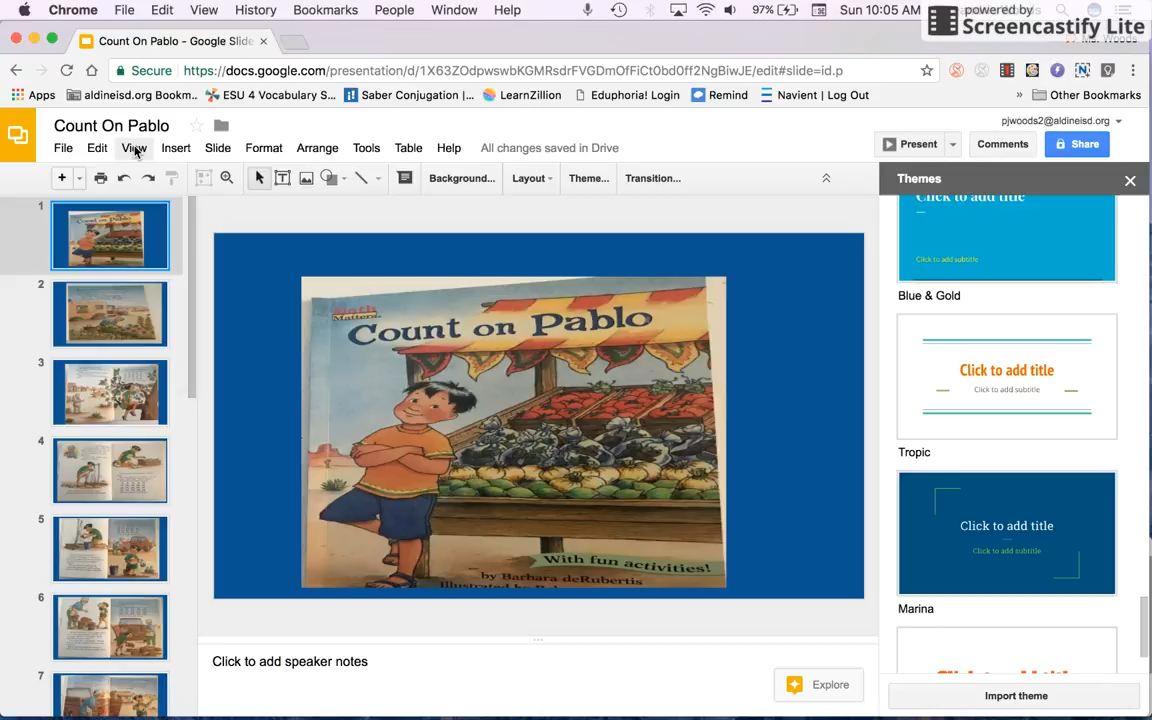 Chrome File Edit View History Bookmarks People Window Help 97% Sun 10:05 AM
powered by
Screencastify Lite
Count On Pablo - Google Slide
Secure https://docs.google.com/presentation/d/1X63ZOdpwswbKGMRsdrFVGDmOfFiCt0bd0ff2NgBiwJE/edit#slide=id.p
Apps aldineisd.org Bookm... ESU 4 Vocabulary S... Saber Conjugation |... LearnZillion Eduphoria! Login Remind Navient | Log Out » Other Bookmarks
Count On Pablo
pjwoods2@aldineisd.org
File Edit View Insert Slide Format Arrange Tools Table Help All changes saved in Drive
Present Comments Share
Background... Layout Theme... Transition...
Themes
1
2
3
4
5
6
7
Math
Matters
Count on Pablo
With fun activities!
by Barbara deRubertis
Click to add title
Click to add subtitle
Blue & Gold
Click to add title
Click to add subtitle
Tropic
Click to add title
Click to add subtitle
Marina
Import theme
Click to add speaker notes
Explore